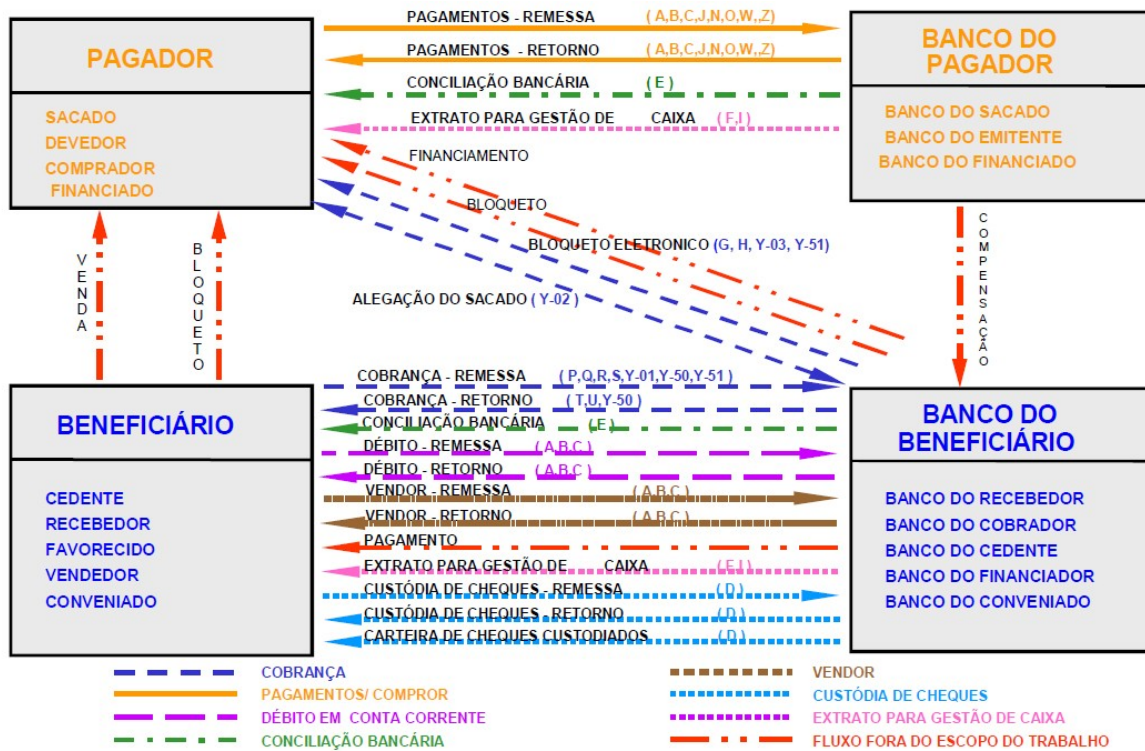 PAGADOR
SACADO
DEVEDOR
COMPRADOR
FINANCIADO
PAGAMENTOS - REMESSA ( A,B,C,J,N,O,W,,Z)
PAGAMENTOS - RETORNO ( A,B,C,J,N,O,W,,Z)
CONCILIAÇÃO BANCÁRIA ( E )
EXTRATO PARA GESTÃO DE CAIXA ( F,I )
FINANCIAMENTO
BLOQUETO
BLOQUETO ELETRONICO (G, H, Y-03, Y-51)
ALEGAÇÃO DO SACADO ( Y-02 )
BANCO DO
PAGADOR
BANCO DO SACADO
BANCO DO EMITENTE
BANCO DO FINANCIADO
VENDA
BLOQUETO
COMPENSAÇÃO
BENEFICIÁRIO
CEDENTE
RECEBEDOR
FAVORECIDO
VENDEDOR
CONVENIADO
COBRANÇA - REMESSA ( P,Q,R,S,Y-01,Y-50,Y-51)
COBRANÇA - RETORNO ( T,U,Y-50 )
CONCILIAÇÃO BANCÁRIA ( E )
DÉBITO - REMESSA ( A,B,C )
DÉBITO - RETORNO ( A,B,C )
VENDOR - REMESSA ( A,B,C )
VENDOR - RETORNO ( A,B,C )
PAGAMENTO
EXTRATO PARA GESTÃO DE CAIXA ( F,I )
CUSTÓDIA DE CHEQUES - REMESSA ( D )
CUSTÓDIA DE CHEQUES - RETORNO ( D )
CARTEIRA DE CHEQUES CUSTODIADOS ( D )
BANCO DO
BENEFICIÁRIO
BANCO DO RECEBEDOR
BANCO DO COBRADOR
BANCO DO CEDENTE
BANCO DO FINANCIADOR
BANCO DO CONVENIADO
COBRANÇA
PAGAMENTOS/ COMPROR
DÉBITO EM CONTA CORRENTE
CONCILIAÇÃO BANCÁRIA
VENDOR
CUSTÓDIA DE CHEQUES
EXTRATO PARA GESTÃO DE CAIXA
FLUXO FORA DO ESCOPO DO TRABALHO